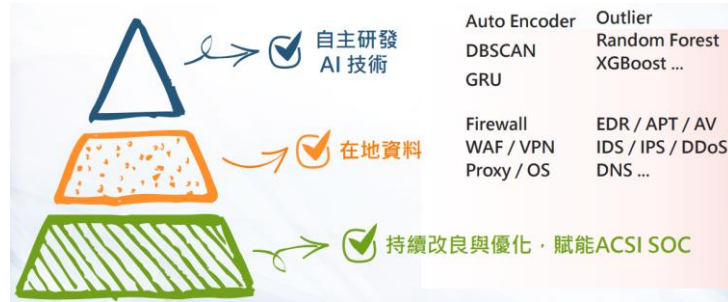 自主研發
AI 技術
Auto Encoder
DBSCAN
GRU
Outlier
Random Forest
XGBoost ...
在地資料
Firewall
WAF / VPN
Proxy / OS
EDR / APT / AV
IDS / IPS / DDoS
DNS ...
持續改良與優化，賦能ACSI SOC